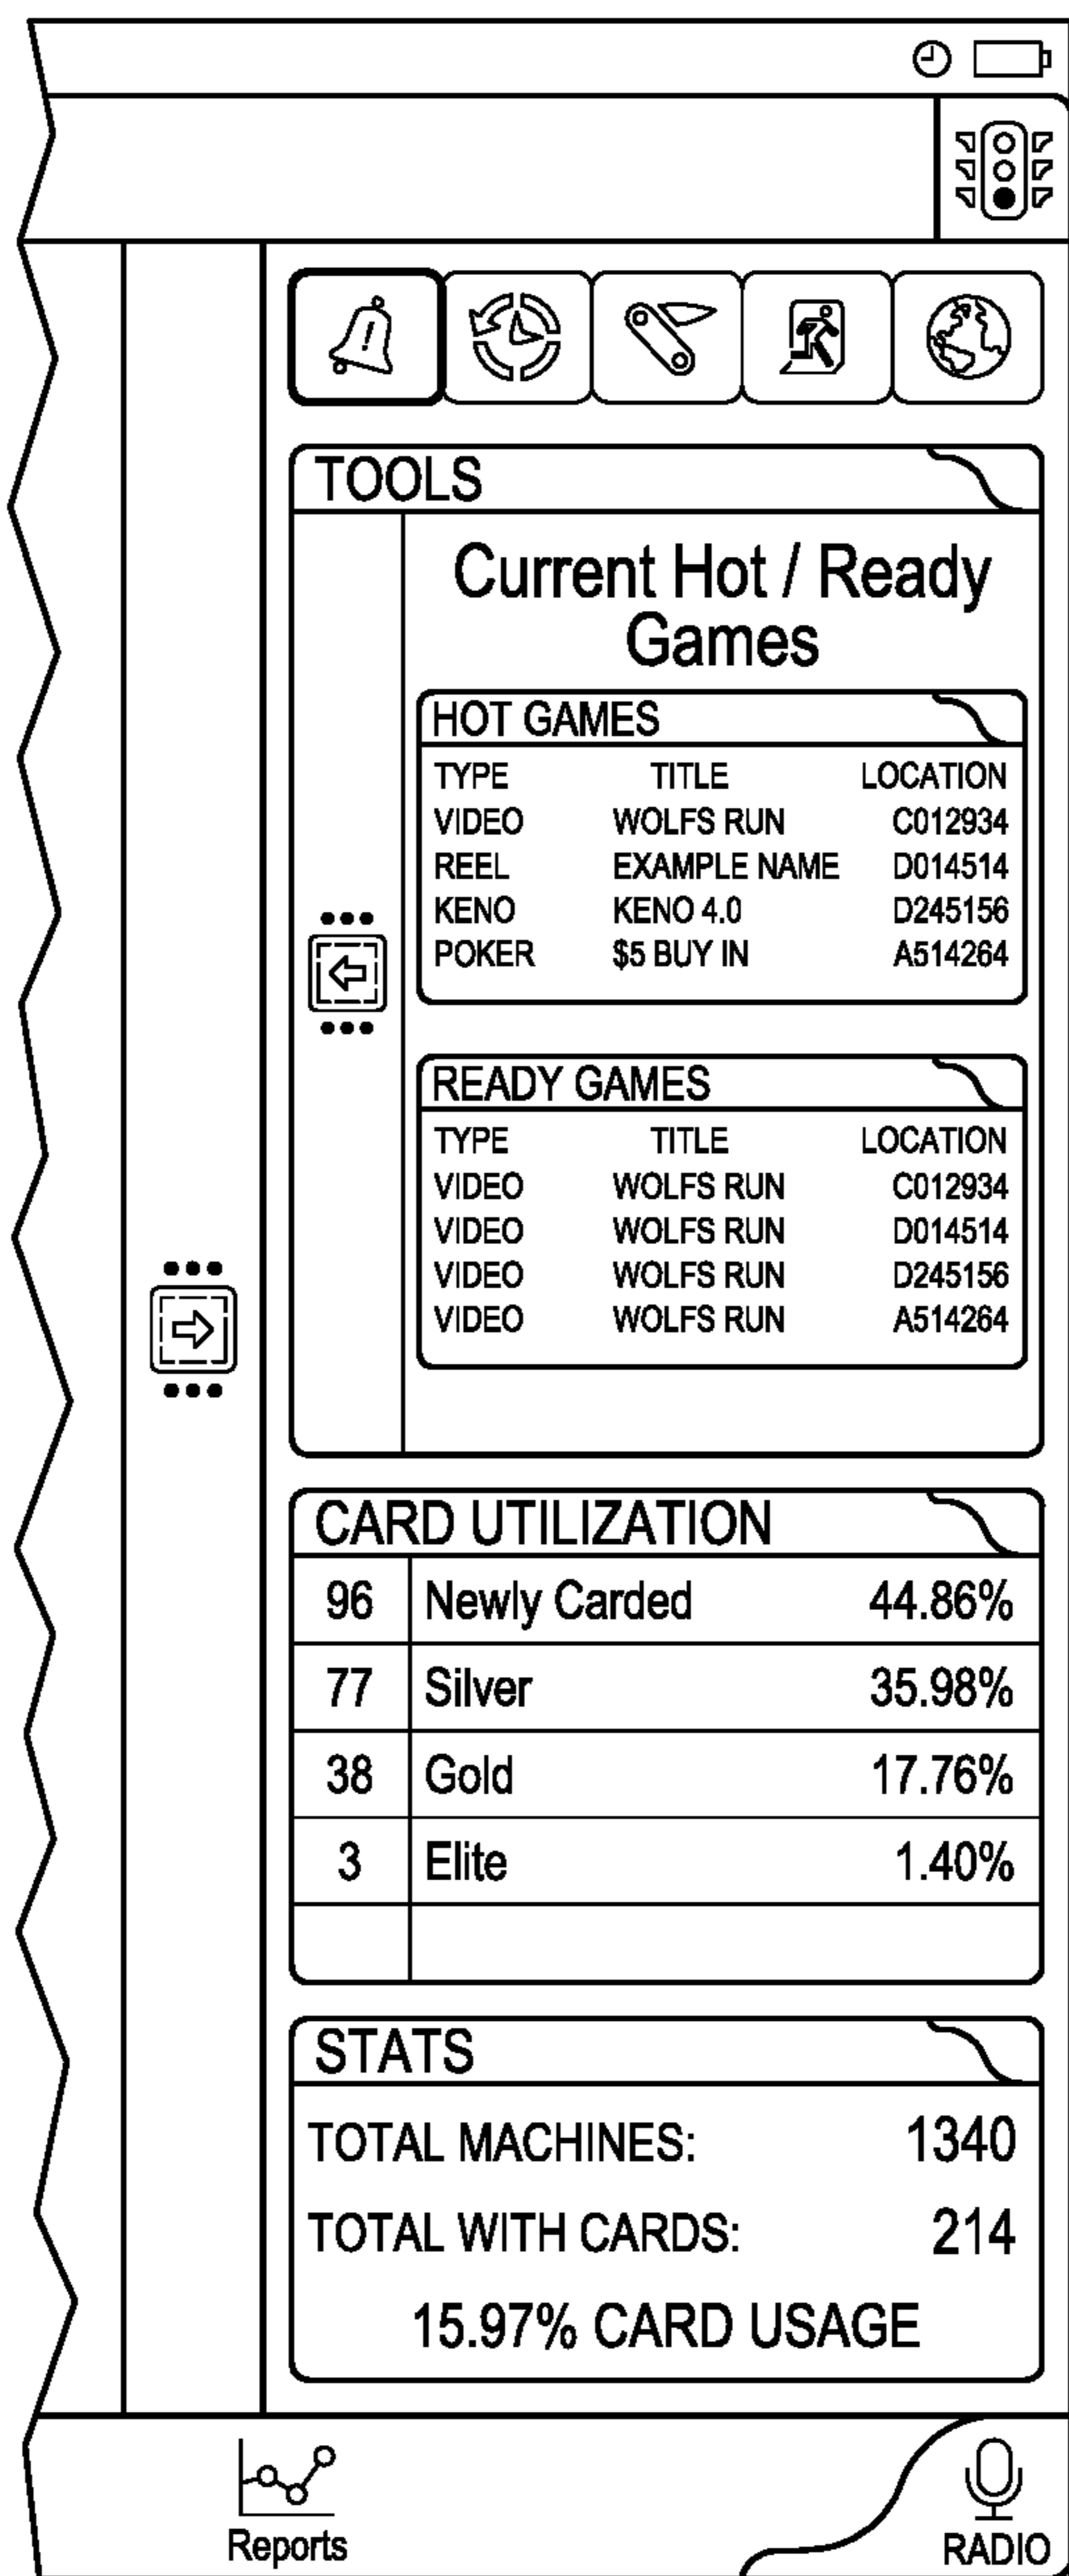 TOOLS
Current Hot / Ready
Games
HOT GAMES
TYPE TITLE LOCATION
VIDEO WOLFS RUN C012934
REEL EXAMPLE NAME D014514
KENO KENO 4.0 D245156
POKER $5 BUY IN A514264
READY GAMES
TYPE TITLE LOCATION
VIDEO WOLFS RUN C012934
VIDEO WOLFS RUN D014514
VIDEO WOLFS RUN D245156
VIDEO WOLFS RUN A514264
CARD UTILIZATION
96 Newly Carded 44.86%
77 Silver 35.98%
38 Gold 17.76%
3 Elite 1.40%
STATS
TOTAL MACHINES: 1340
TOTAL WITH CARDS: 214
15.97% CARD USAGE
Reports
RADIO